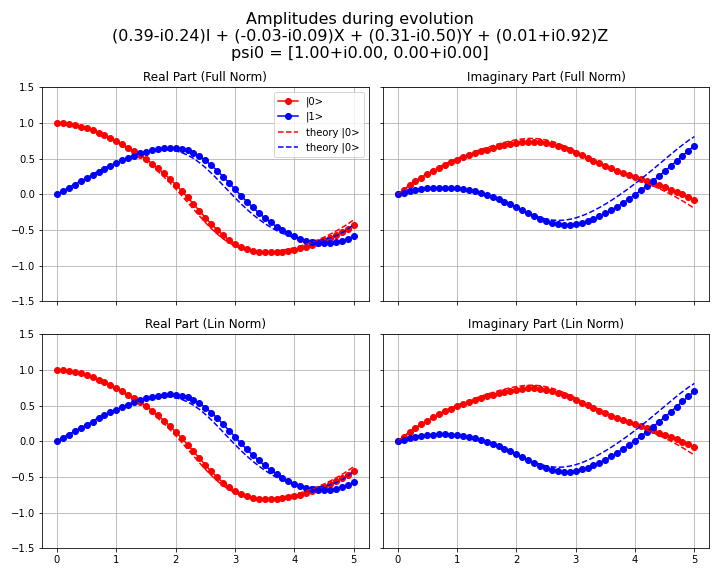 Amplitudes during evolution
(0.39-i0.24)I + (-0.03-i0.09)X + (0.31-i0.50)Y + (0.01+i0.92)Z
psi0 = [1.00+i0.00, 0.00+i0.00]
Real Part (Full Norm)
Imaginary Part (Full Norm)
1.5
1.0
0.5
0.0
−0.5
−1.0
−1.5
|0>
|1>
theory |0>
theory |0>
Real Part (Lin Norm)
Imaginary Part (Lin Norm)
1.5
1.0
0.5
0.0
−0.5
−1.0
−1.5
0 1 2 3 4 5
0 1 2 3 4 5